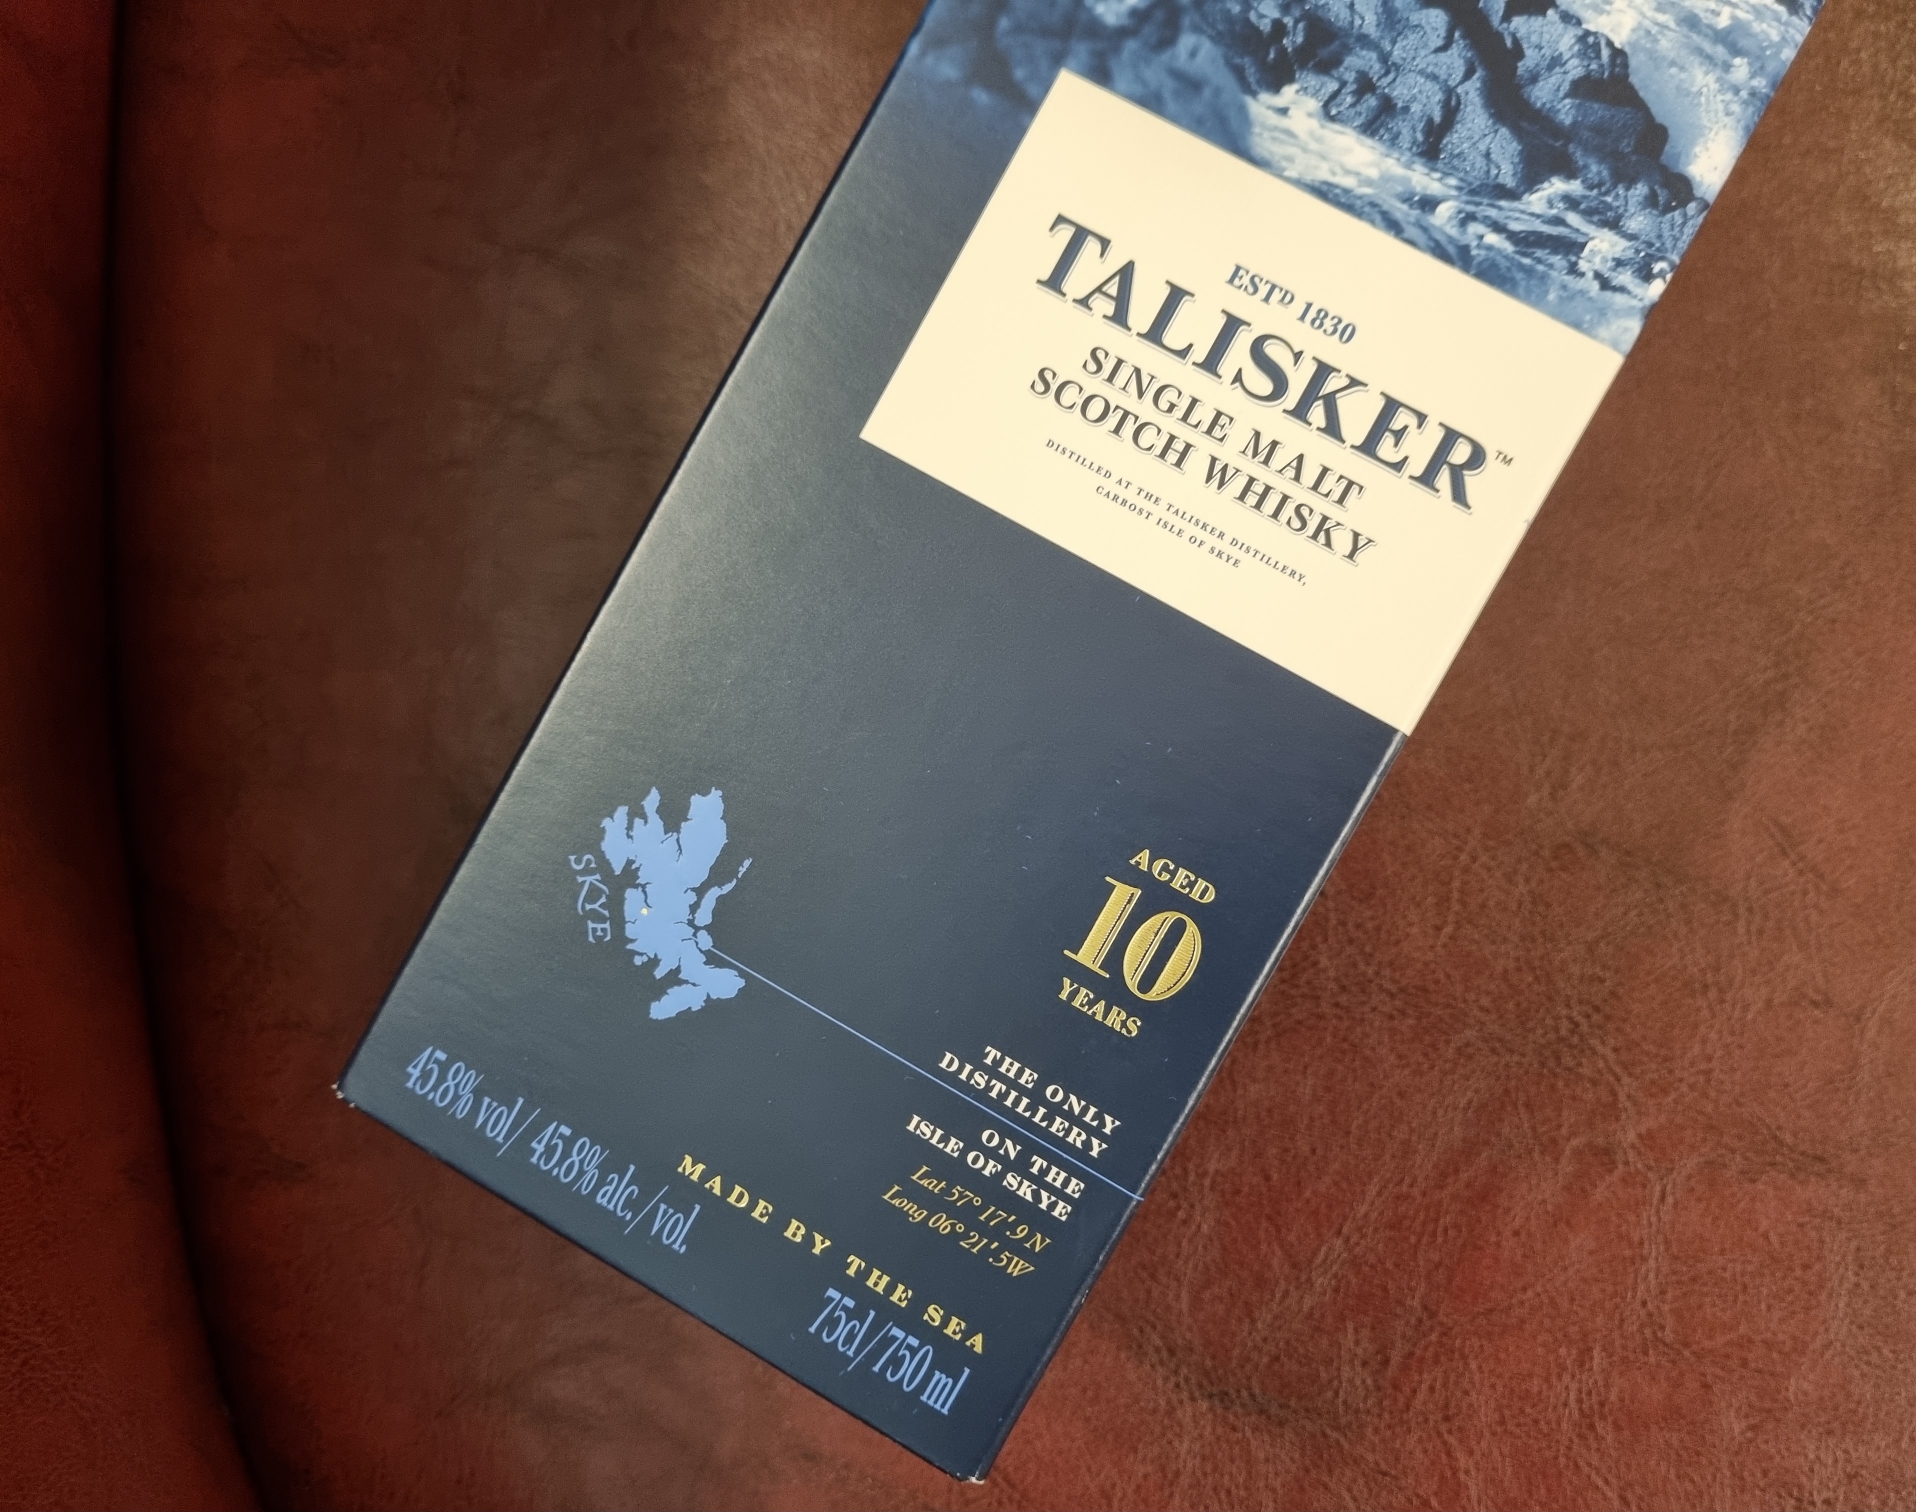 ESTᴰ 1830
TALISKER™
SINGLE MALT
SCOTCH WHISKY
DISTILLED AT THE TALISKER DISTILLERY,
CARBOST ISLE OF SKYE
SKYE
AGED
10
YEARS
THE ONLY
DISTILLERY
ON THE
ISLE OF SKYE
Lat 57° 17'.9 N
Long 06° 21'.5W
MADE BY THE SEA
45.8% vol / 45.8% alc. / vol.
75cl/750 ml